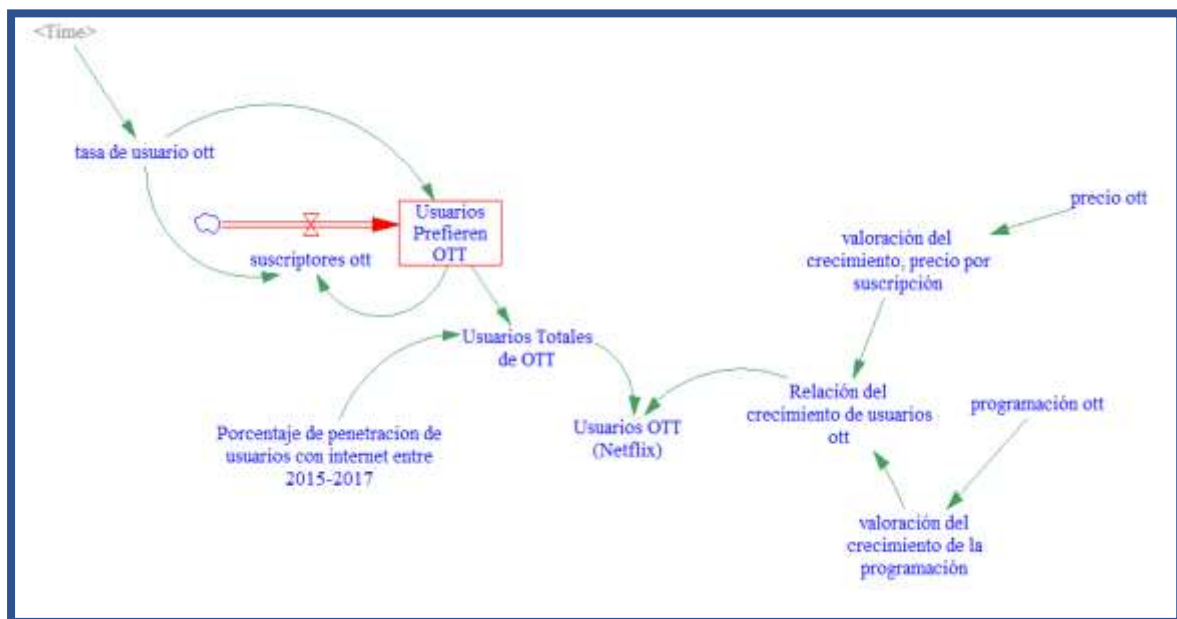 <Time>
tasa de usuario ott
Usuarios
Prefieren
OTT
suscriptores ott
precio ott
valoración del
crecimiento, precio por
suscripción
Usuarios Totales
de OTT
Relación del
crecimiento de usuarios
ott
programación ott
Usuarios OTT
(Netflix)
Porcentaje de penetracion de
usuarios con internet entre
2015-2017
valoración del
crecimiento de la
programación